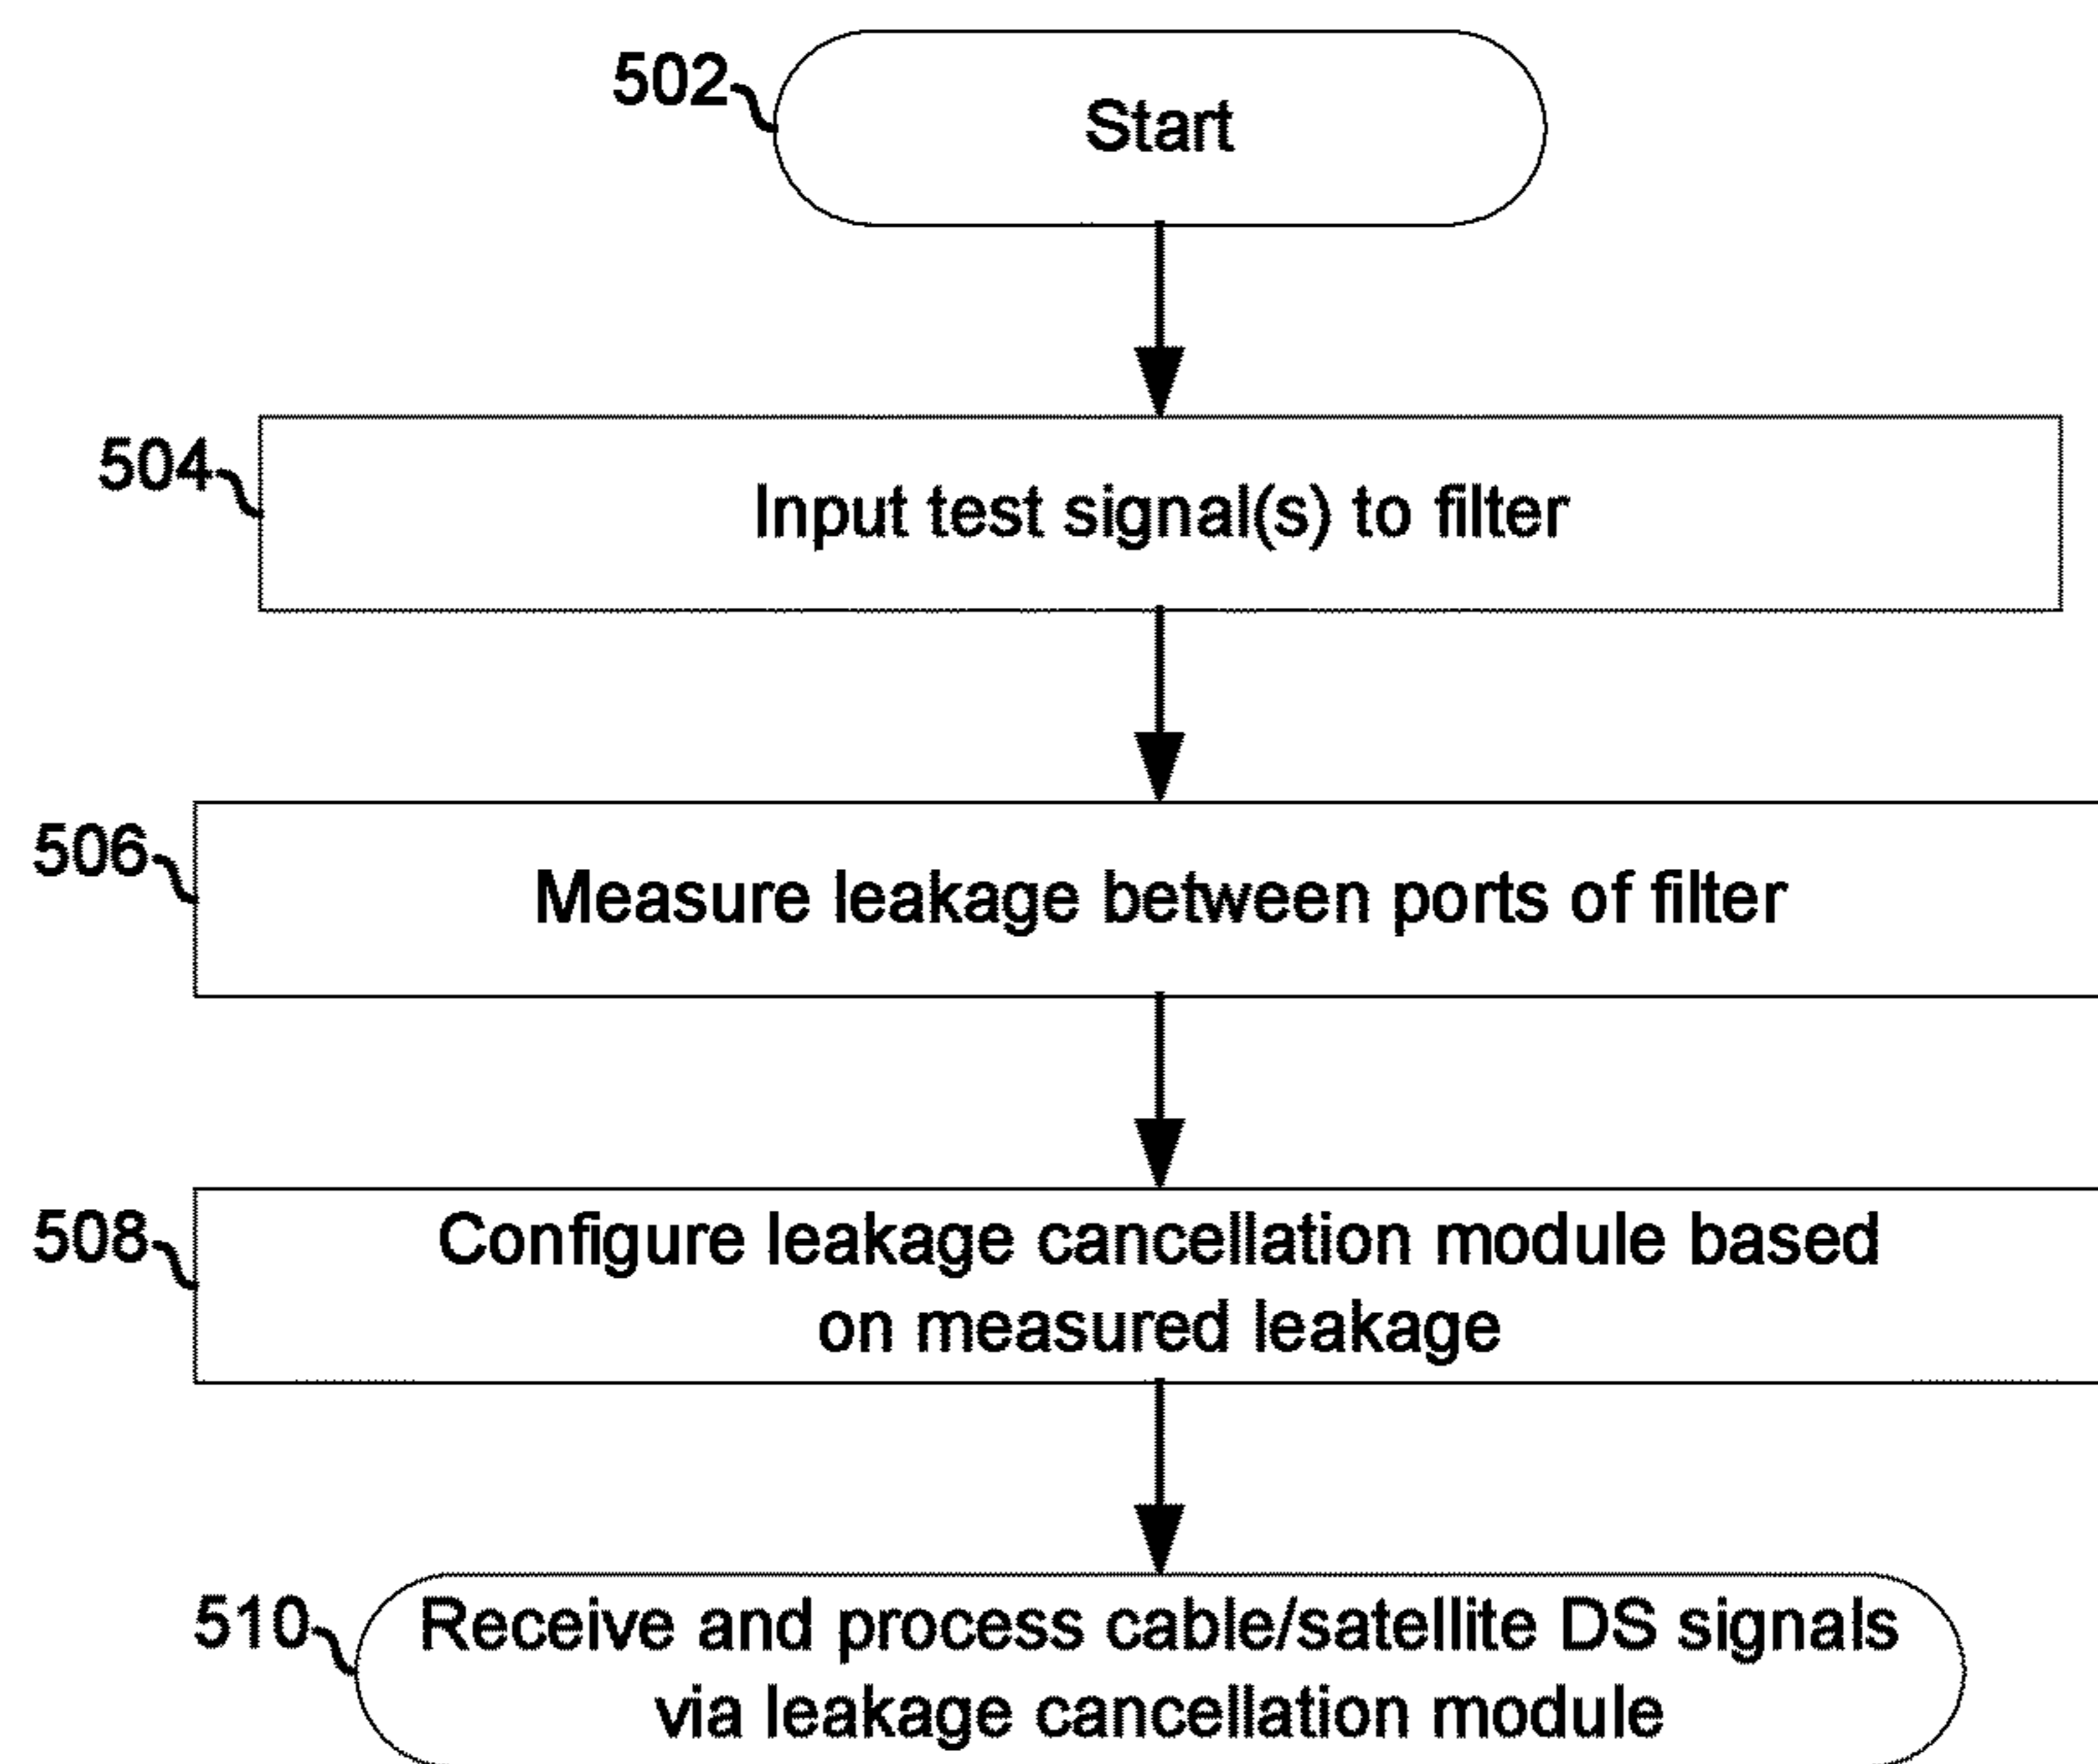 502
Start
504
Input test signal(s) to filter
506
Measure leakage between ports of filter
508
Configure leakage cancellation module based
on measured leakage
510
Receive and process cable/satellite DS signals
via leakage cancellation module